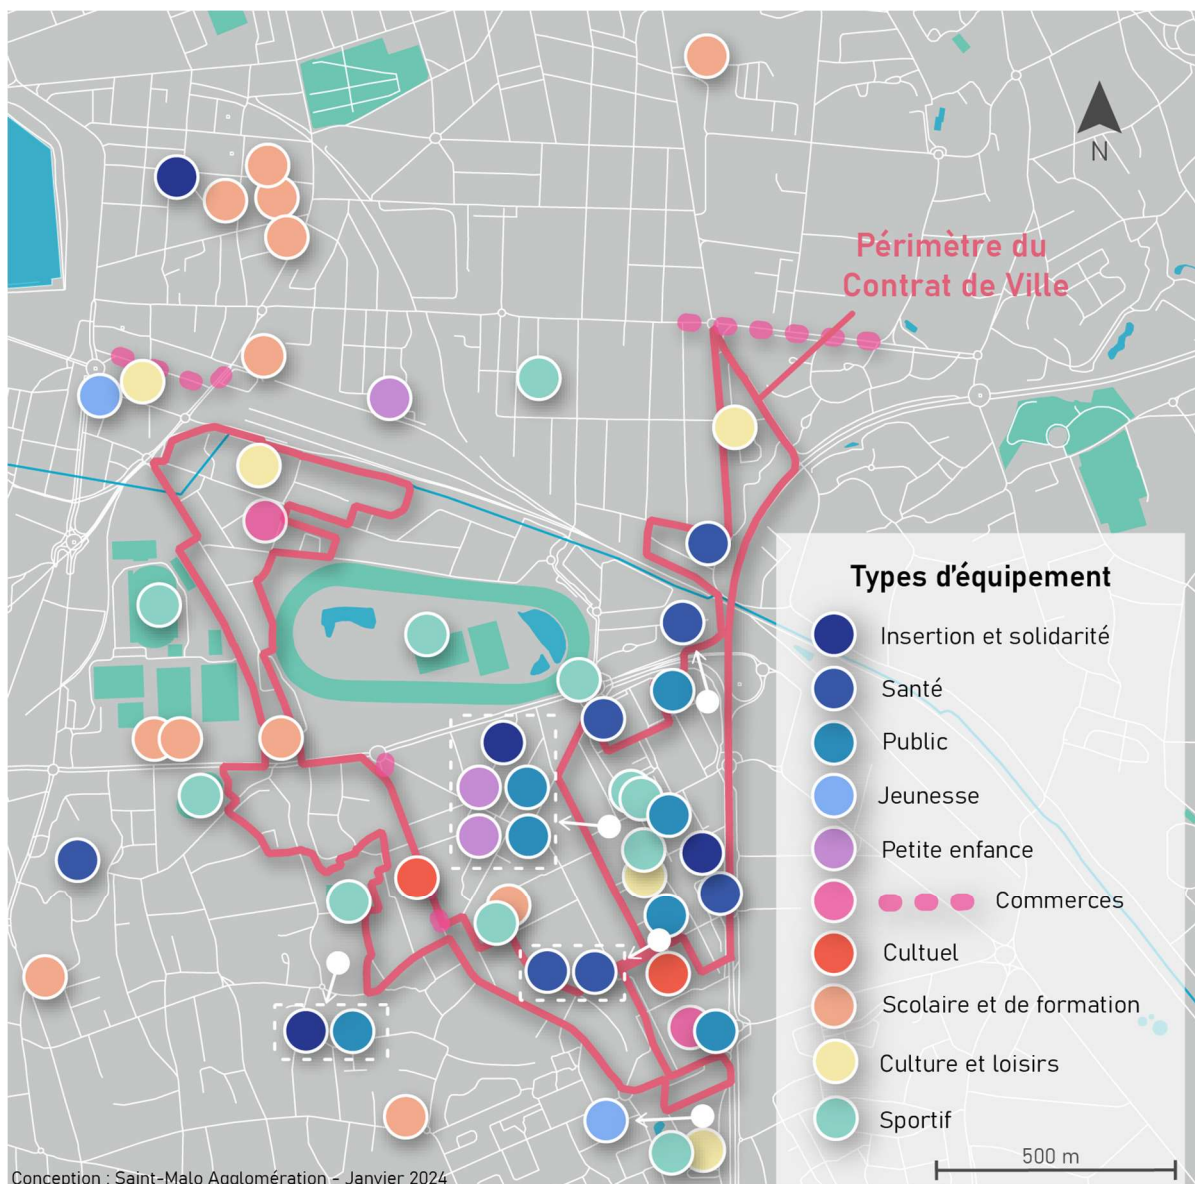 N
Périmètre du
Contrat de Ville
Types d'équipement
Insertion et solidarité
Santé
Public
Jeunesse
Petite enfance
Commerces
Cultuel
Scolaire et de formation
Culture et loisirs
Sportif
500 m
Conception : Saint-Malo Agglomération - Janvier 2024